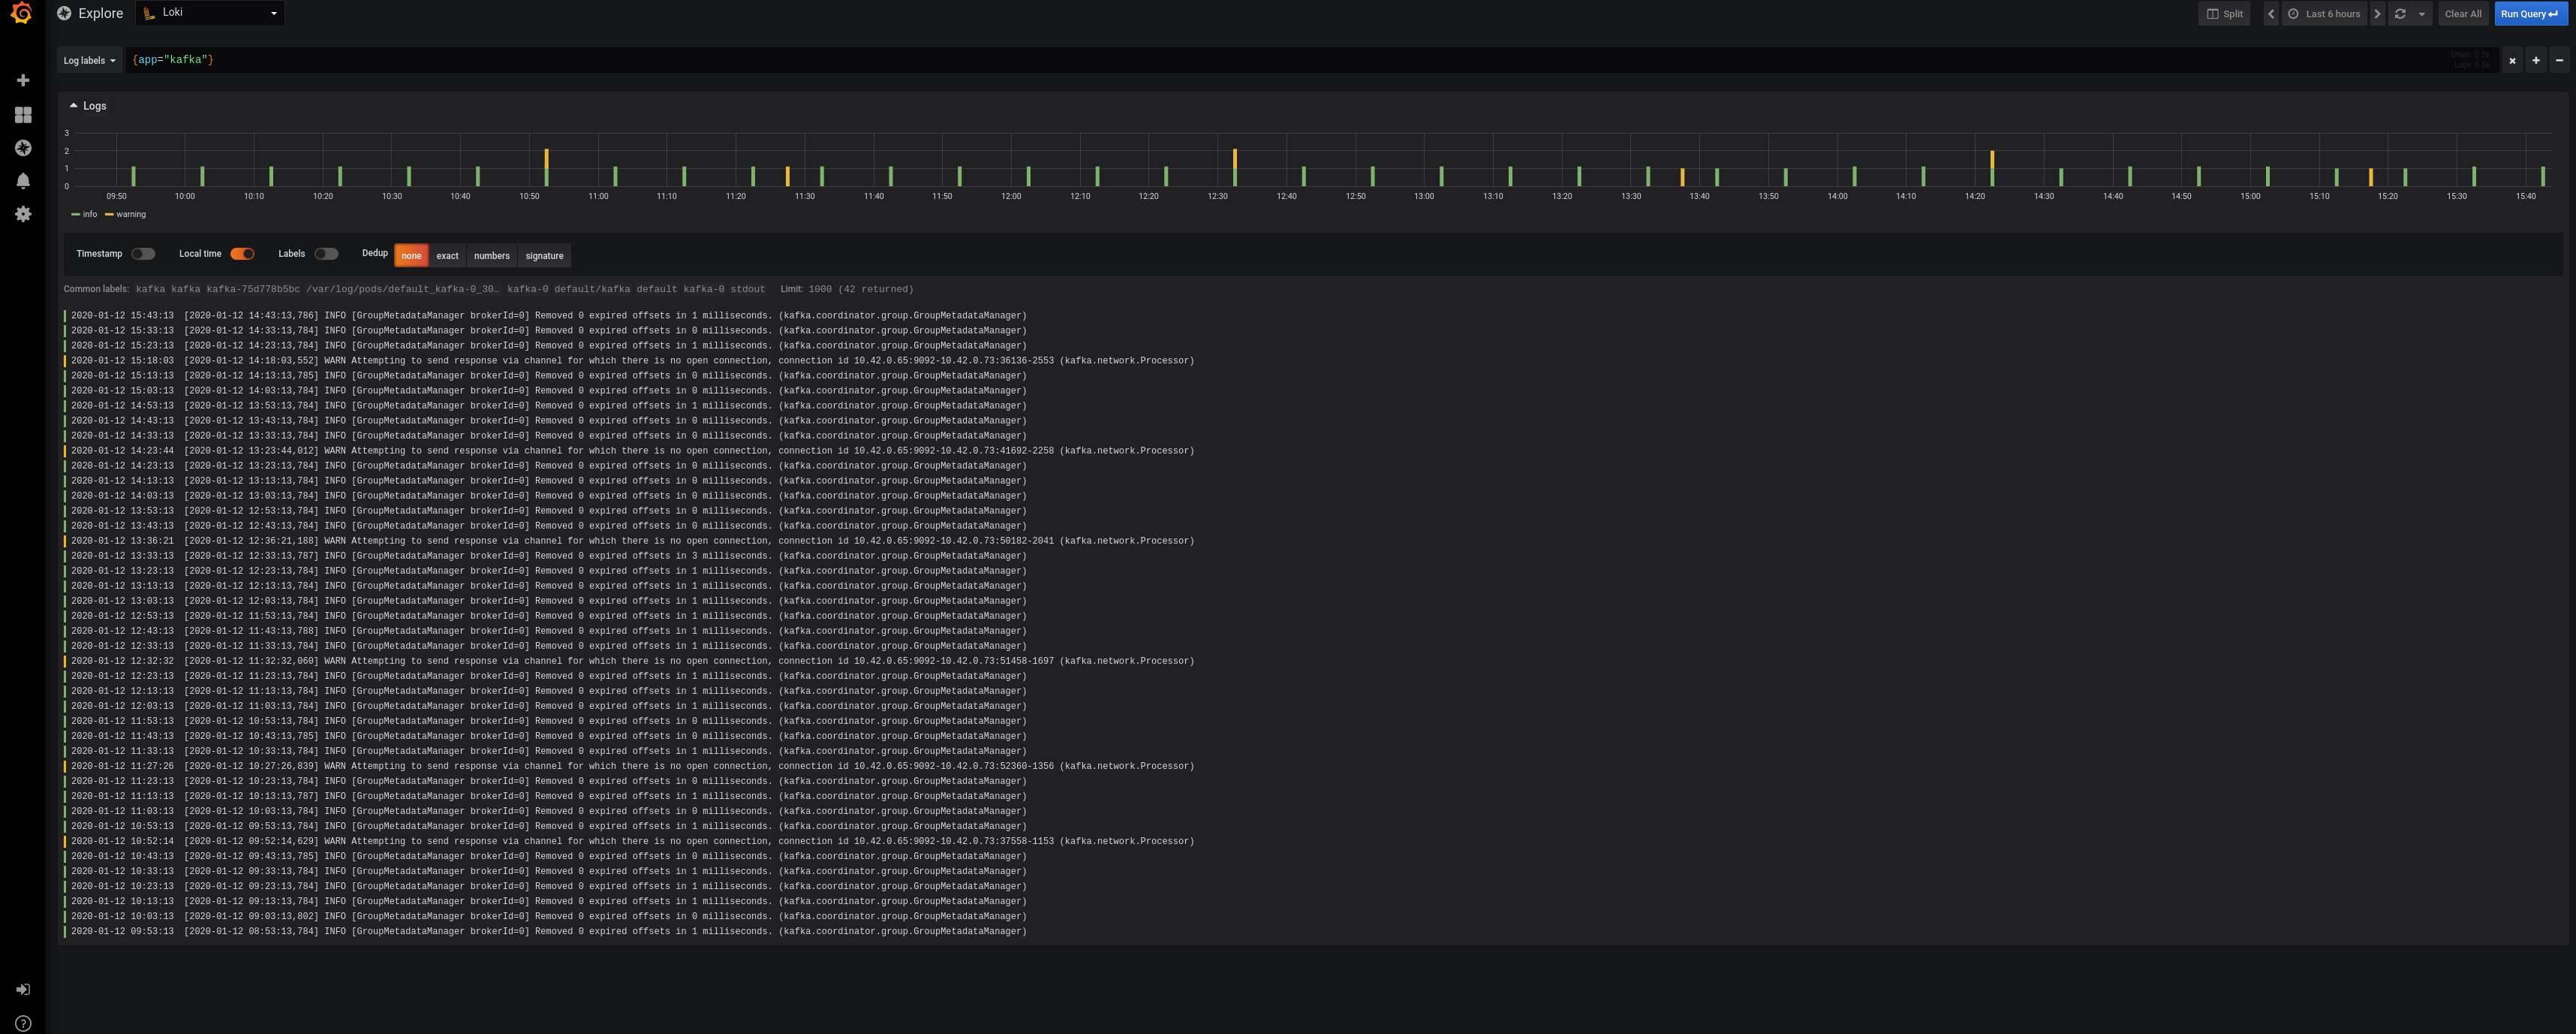 Explore Loki Split Last 6 hours Clear All Run Query
Log labels {app="kafka"} Graph: 0.3s
Logs: 0.5s
Logs
3
2
1
0
09:50 10:00 10:10 10:20 10:30 10:40 10:50 11:00 11:10 11:20 11:30 11:40 11:50 12:00 12:10 12:20 12:30 12:40 12:50 13:00 13:10 13:20 13:30 13:40 13:50 14:00 14:10 14:20 14:30 14:40 14:50 15:00 15:10 15:20 15:30 15:40
info warning
Timestamp Local time Labels Dedup none exact numbers signature
Common labels: kafka kafka kafka-75d778b5bc /var/log/pods/default_kafka-0_30… kafka-0 default/kafka default kafka-0 stdout Limit: 1000 (42 returned)
2020-01-12 15:43:13 [2020-01-12 14:43:13,786] INFO [GroupMetadataManager brokerId=0] Removed 0 expired offsets in 1 milliseconds. (kafka.coordinator.group.GroupMetadataManager)
2020-01-12 15:33:13 [2020-01-12 14:33:13,784] INFO [GroupMetadataManager brokerId=0] Removed 0 expired offsets in 0 milliseconds. (kafka.coordinator.group.GroupMetadataManager)
2020-01-12 15:23:13 [2020-01-12 14:23:13,784] INFO [GroupMetadataManager brokerId=0] Removed 0 expired offsets in 1 milliseconds. (kafka.coordinator.group.GroupMetadataManager)
2020-01-12 15:18:03 [2020-01-12 14:18:03,552] WARN Attempting to send response via channel for which there is no open connection, connection id 10.42.0.65:9092-10.42.0.73:36136-2553 (kafka.network.Processor)
2020-01-12 15:13:13 [2020-01-12 14:13:13,785] INFO [GroupMetadataManager brokerId=0] Removed 0 expired offsets in 0 milliseconds. (kafka.coordinator.group.GroupMetadataManager)
2020-01-12 15:03:13 [2020-01-12 14:03:13,784] INFO [GroupMetadataManager brokerId=0] Removed 0 expired offsets in 0 milliseconds. (kafka.coordinator.group.GroupMetadataManager)
2020-01-12 14:53:13 [2020-01-12 13:53:13,784] INFO [GroupMetadataManager brokerId=0] Removed 0 expired offsets in 1 milliseconds. (kafka.coordinator.group.GroupMetadataManager)
2020-01-12 14:43:13 [2020-01-12 13:43:13,784] INFO [GroupMetadataManager brokerId=0] Removed 0 expired offsets in 0 milliseconds. (kafka.coordinator.group.GroupMetadataManager)
2020-01-12 14:33:13 [2020-01-12 13:33:13,784] INFO [GroupMetadataManager brokerId=0] Removed 0 expired offsets in 0 milliseconds. (kafka.coordinator.group.GroupMetadataManager)
2020-01-12 14:23:44 [2020-01-12 13:23:44,012] WARN Attempting to send response via channel for which there is no open connection, connection id 10.42.0.65:9092-10.42.0.73:41692-2258 (kafka.network.Processor)
2020-01-12 14:23:13 [2020-01-12 13:23:13,784] INFO [GroupMetadataManager brokerId=0] Removed 0 expired offsets in 0 milliseconds. (kafka.coordinator.group.GroupMetadataManager)
2020-01-12 14:13:13 [2020-01-12 13:13:13,784] INFO [GroupMetadataManager brokerId=0] Removed 0 expired offsets in 0 milliseconds. (kafka.coordinator.group.GroupMetadataManager)
2020-01-12 14:03:13 [2020-01-12 13:03:13,784] INFO [GroupMetadataManager brokerId=0] Removed 0 expired offsets in 0 milliseconds. (kafka.coordinator.group.GroupMetadataManager)
2020-01-12 13:53:13 [2020-01-12 12:53:13,784] INFO [GroupMetadataManager brokerId=0] Removed 0 expired offsets in 0 milliseconds. (kafka.coordinator.group.GroupMetadataManager)
2020-01-12 13:43:13 [2020-01-12 12:43:13,784] INFO [GroupMetadataManager brokerId=0] Removed 0 expired offsets in 0 milliseconds. (kafka.coordinator.group.GroupMetadataManager)
2020-01-12 13:36:21 [2020-01-12 12:36:21,188] WARN Attempting to send response via channel for which there is no open connection, connection id 10.42.0.65:9092-10.42.0.73:50182-2041 (kafka.network.Processor)
2020-01-12 13:33:13 [2020-01-12 12:33:13,787] INFO [GroupMetadataManager brokerId=0] Removed 0 expired offsets in 3 milliseconds. (kafka.coordinator.group.GroupMetadataManager)
2020-01-12 13:23:13 [2020-01-12 12:23:13,784] INFO [GroupMetadataManager brokerId=0] Removed 0 expired offsets in 1 milliseconds. (kafka.coordinator.group.GroupMetadataManager)
2020-01-12 13:13:13 [2020-01-12 12:13:13,784] INFO [GroupMetadataManager brokerId=0] Removed 0 expired offsets in 1 milliseconds. (kafka.coordinator.group.GroupMetadataManager)
2020-01-12 13:03:13 [2020-01-12 12:03:13,784] INFO [GroupMetadataManager brokerId=0] Removed 0 expired offsets in 1 milliseconds. (kafka.coordinator.group.GroupMetadataManager)
2020-01-12 12:53:13 [2020-01-12 11:53:13,784] INFO [GroupMetadataManager brokerId=0] Removed 0 expired offsets in 1 milliseconds. (kafka.coordinator.group.GroupMetadataManager)
2020-01-12 12:43:13 [2020-01-12 11:43:13,788] INFO [GroupMetadataManager brokerId=0] Removed 0 expired offsets in 1 milliseconds. (kafka.coordinator.group.GroupMetadataManager)
2020-01-12 12:33:13 [2020-01-12 11:33:13,784] INFO [GroupMetadataManager brokerId=0] Removed 0 expired offsets in 1 milliseconds. (kafka.coordinator.group.GroupMetadataManager)
2020-01-12 12:32:32 [2020-01-12 11:32:32,060] WARN Attempting to send response via channel for which there is no open connection, connection id 10.42.0.65:9092-10.42.0.73:51458-1697 (kafka.network.Processor)
2020-01-12 12:23:13 [2020-01-12 11:23:13,784] INFO [GroupMetadataManager brokerId=0] Removed 0 expired offsets in 1 milliseconds. (kafka.coordinator.group.GroupMetadataManager)
2020-01-12 12:13:13 [2020-01-12 11:13:13,784] INFO [GroupMetadataManager brokerId=0] Removed 0 expired offsets in 1 milliseconds. (kafka.coordinator.group.GroupMetadataManager)
2020-01-12 12:03:13 [2020-01-12 11:03:13,784] INFO [GroupMetadataManager brokerId=0] Removed 0 expired offsets in 1 milliseconds. (kafka.coordinator.group.GroupMetadataManager)
2020-01-12 11:53:13 [2020-01-12 10:53:13,784] INFO [GroupMetadataManager brokerId=0] Removed 0 expired offsets in 0 milliseconds. (kafka.coordinator.group.GroupMetadataManager)
2020-01-12 11:43:13 [2020-01-12 10:43:13,785] INFO [GroupMetadataManager brokerId=0] Removed 0 expired offsets in 0 milliseconds. (kafka.coordinator.group.GroupMetadataManager)
2020-01-12 11:33:13 [2020-01-12 10:33:13,784] INFO [GroupMetadataManager brokerId=0] Removed 0 expired offsets in 1 milliseconds. (kafka.coordinator.group.GroupMetadataManager)
2020-01-12 11:27:26 [2020-01-12 10:27:26,839] WARN Attempting to send response via channel for which there is no open connection, connection id 10.42.0.65:9092-10.42.0.73:52360-1356 (kafka.network.Processor)
2020-01-12 11:23:13 [2020-01-12 10:23:13,784] INFO [GroupMetadataManager brokerId=0] Removed 0 expired offsets in 0 milliseconds. (kafka.coordinator.group.GroupMetadataManager)
2020-01-12 11:13:13 [2020-01-12 10:13:13,787] INFO [GroupMetadataManager brokerId=0] Removed 0 expired offsets in 1 milliseconds. (kafka.coordinator.group.GroupMetadataManager)
2020-01-12 11:03:13 [2020-01-12 10:03:13,784] INFO [GroupMetadataManager brokerId=0] Removed 0 expired offsets in 0 milliseconds. (kafka.coordinator.group.GroupMetadataManager)
2020-01-12 10:53:13 [2020-01-12 09:53:13,784] INFO [GroupMetadataManager brokerId=0] Removed 0 expired offsets in 1 milliseconds. (kafka.coordinator.group.GroupMetadataManager)
2020-01-12 10:52:14 [2020-01-12 09:52:14,629] WARN Attempting to send response via channel for which there is no open connection, connection id 10.42.0.65:9092-10.42.0.73:37558-1153 (kafka.network.Processor)
2020-01-12 10:43:13 [2020-01-12 09:43:13,785] INFO [GroupMetadataManager brokerId=0] Removed 0 expired offsets in 0 milliseconds. (kafka.coordinator.group.GroupMetadataManager)
2020-01-12 10:33:13 [2020-01-12 09:33:13,784] INFO [GroupMetadataManager brokerId=0] Removed 0 expired offsets in 1 milliseconds. (kafka.coordinator.group.GroupMetadataManager)
2020-01-12 10:23:13 [2020-01-12 09:23:13,784] INFO [GroupMetadataManager brokerId=0] Removed 0 expired offsets in 1 milliseconds. (kafka.coordinator.group.GroupMetadataManager)
2020-01-12 10:13:13 [2020-01-12 09:13:13,784] INFO [GroupMetadataManager brokerId=0] Removed 0 expired offsets in 1 milliseconds. (kafka.coordinator.group.GroupMetadataManager)
2020-01-12 10:03:13 [2020-01-12 09:03:13,802] INFO [GroupMetadataManager brokerId=0] Removed 0 expired offsets in 0 milliseconds. (kafka.coordinator.group.GroupMetadataManager)
2020-01-12 09:53:13 [2020-01-12 08:53:13,784] INFO [GroupMetadataManager brokerId=0] Removed 0 expired offsets in 1 milliseconds. (kafka.coordinator.group.GroupMetadataManager)